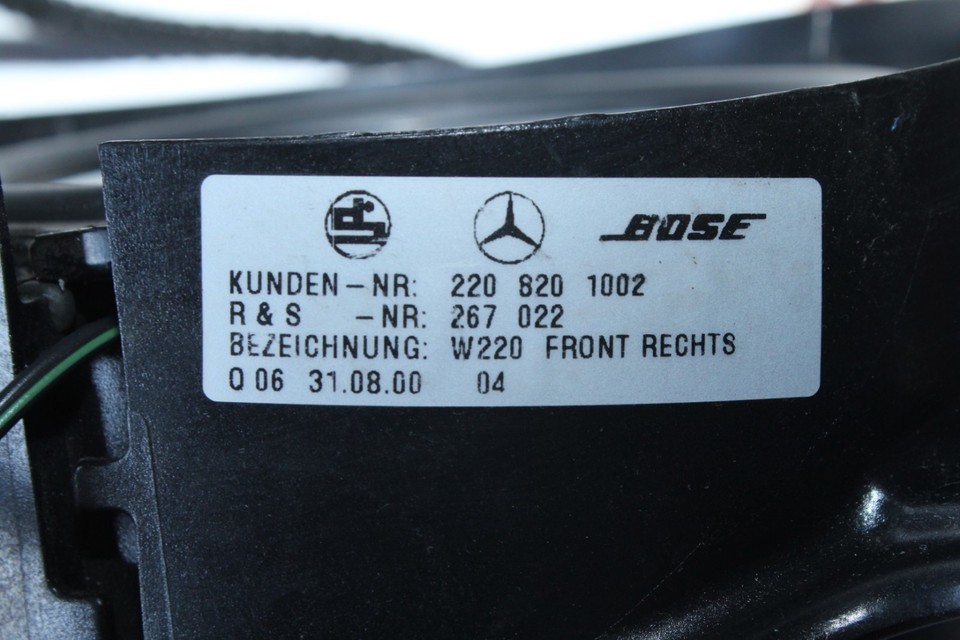 BOSE
KUNDEN-NR: 220 820 1002
R & S -NR: 267 022
BEZEICHNUNG: W220 FRONT RECHTS
Q 06 31.08.00 04